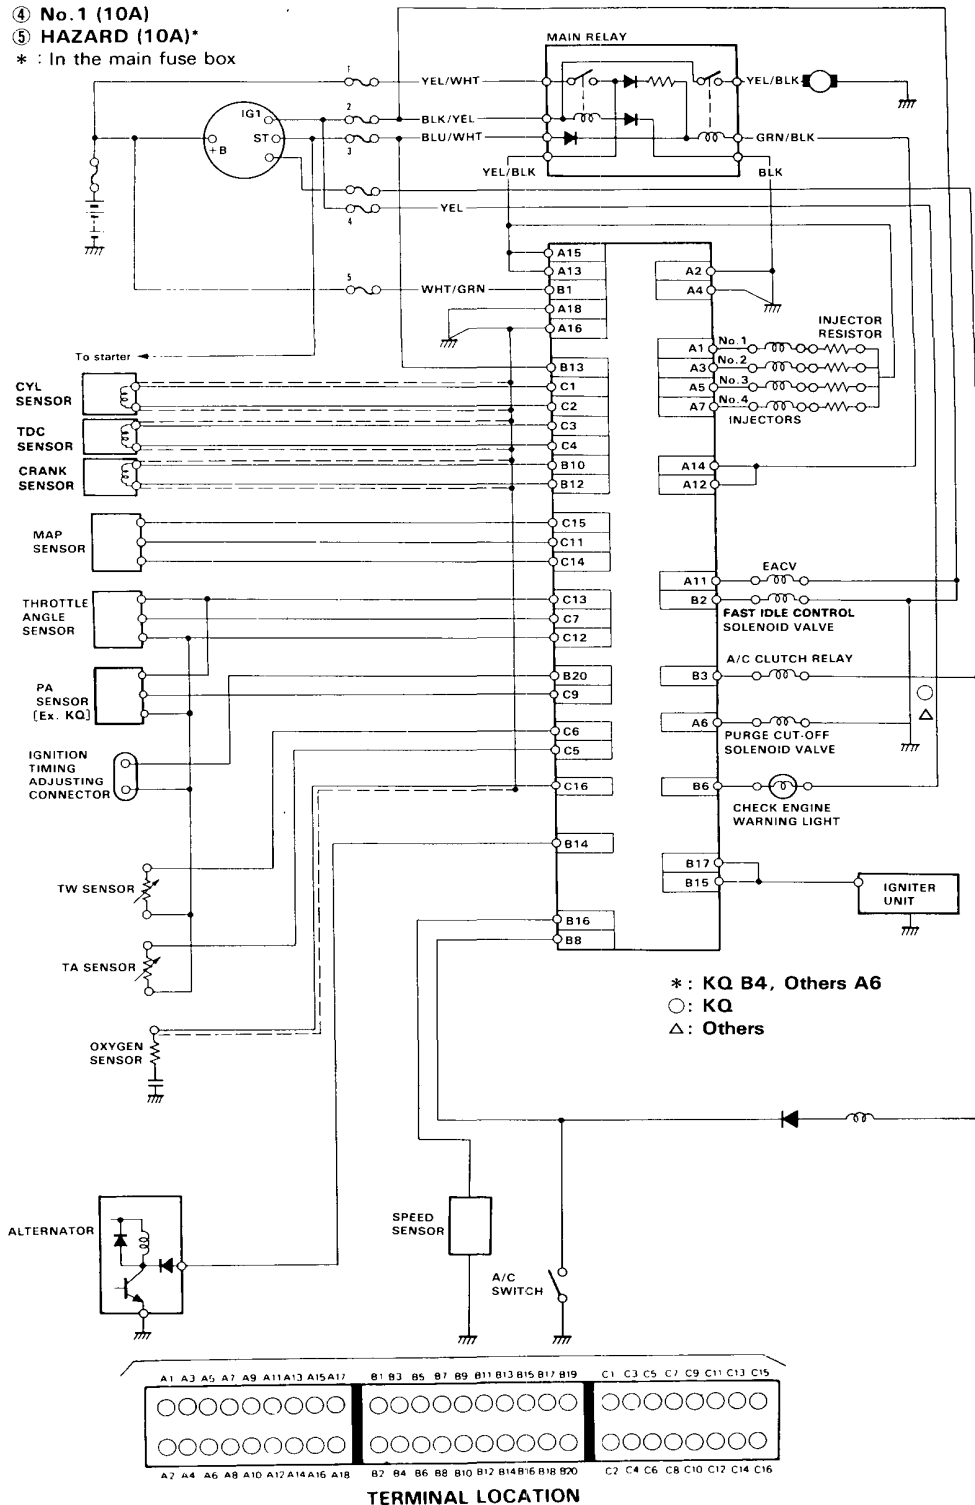 ④ No.1 (10A)
⑤ HAZARD (10A)*
* : In the main fuse box
MAIN RELAY
1
YEL/WHT
YEL/BLK
IG1
2
BLK/YEL
+B
ST
3
BLU/WHT
GRN/BLK
YEL/BLK
BLK
4
YEL
A15
A13
A2
5
WHT/GRN
B1
A4
A18
A16
INJECTOR
RESISTOR
To starter
A1
No.1
B13
A3
No.2
CYL
SENSOR
C1
A5
No.3
C2
A7
No.4
INJECTORS
TDC
SENSOR
C3
C4
CRANK
SENSOR
B10
A14
B12
A12
MAP
SENSOR
C15
C11
C14
EACV
A11
THROTTLE
ANGLE
SENSOR
C13
B2
C7
FAST IDLE CONTROL
SOLENOID VALVE
C12
A/C CLUTCH RELAY
PA
SENSOR
[Ex. KQ]
B20
B3
C9
C6
A6
PURGE CUT-OFF
SOLENOID VALVE
C5
IGNITION
TIMING
ADJUSTING
CONNECTOR
C16
B6
CHECK ENGINE
WARNING LIGHT
B14
B17
B15
IGNITER
UNIT
TW SENSOR
B16
B8
TA SENSOR
* : KQ B4, Others A6
○ : KQ
△ : Others
OXYGEN
SENSOR
ALTERNATOR
SPEED
SENSOR
A/C
SWITCH
A1 A3 A5 A7 A9 A11 A13 A15 A17 B1 B3 B5 B7 B9 B11 B13 B15 B17 B19 C1 C3 C5 C7 C9 C11 C13 C15
A2 A4 A6 A8 A10 A12 A14 A16 A18 B2 B4 B6 B8 B10 B12 B14 B16 B18 B20 C2 C4 C6 C8 C10 C12 C14 C16
TERMINAL LOCATION